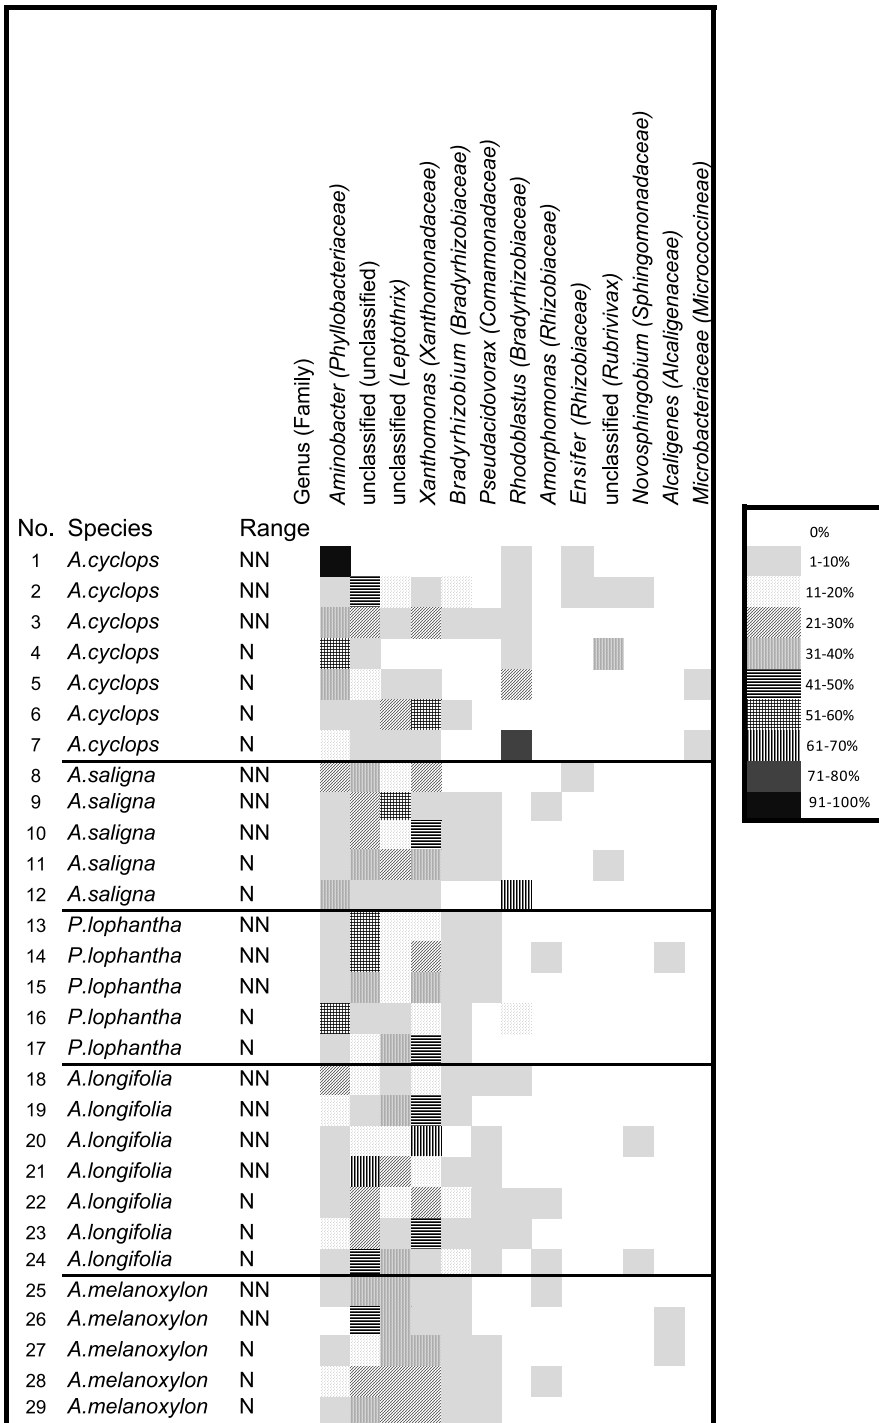 Genus (Family)
Aminobacter (Phyllobacteriaceae)
unclassified (unclassified)
unclassified (Leptothrix)
Xanthomonas (Xanthomonadaceae)
Bradyrhizobium (Bradyrhizobiaceae)
Pseudacidovorax (Comamonadaceae)
Rhodoblastus (Bradyrhizobiaceae)
Amorphomonas (Rhizobiaceae)
Ensifer (Rhizobiaceae)
unclassified (Rubrivivax)
Novosphingobium (Sphingomonadaceae)
Alcaligenes (Alcaligenaceae)
Microbacteriaceae (Micrococcineae)
No. Species Range
1 A.cyclops NN
2 A.cyclops NN
3 A.cyclops NN
4 A.cyclops N
5 A.cyclops N
6 A.cyclops N
7 A.cyclops N
8 A.saligna NN
9 A.saligna NN
10 A.saligna NN
11 A.saligna N
12 A.saligna N
13 P.lophantha NN
14 P.lophantha NN
15 P.lophantha NN
16 P.lophantha N
17 P.lophantha N
18 A.longifolia NN
19 A.longifolia NN
20 A.longifolia NN
21 A.longifolia NN
22 A.longifolia N
23 A.longifolia N
24 A.longifolia N
25 A.melanoxylon NN
26 A.melanoxylon NN
27 A.melanoxylon N
28 A.melanoxylon N
29 A.melanoxylon N
0%
1-10%
11-20%
21-30%
31-40%
41-50%
51-60%
61-70%
71-80%
91-100%